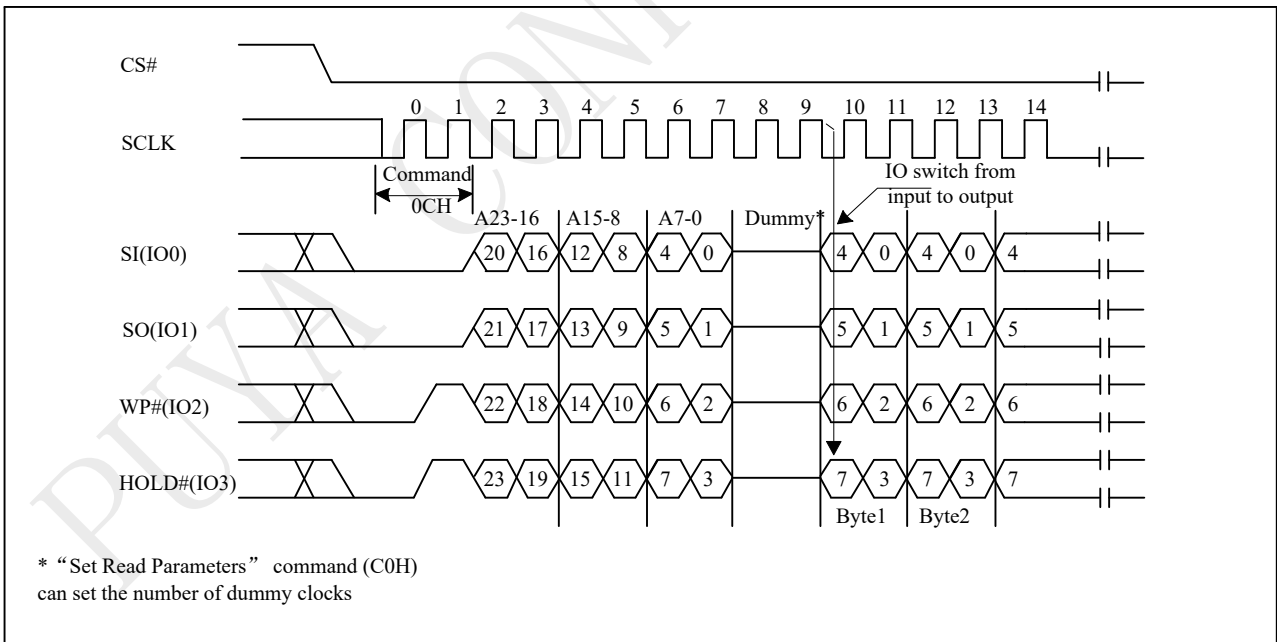 PUYA CONF
CS#
0 1 2 3 4 5 6 7 8 9 10 11 12 13 14
SCLK
Command
0CH
IO switch from
input to output
A23-16 A15-8 A7-0 Dummy*
SI(IO0) 20 16 12 8 4 0 4 0 4 0 4
SO(IO1) 21 17 13 9 5 1 5 1 5 1 5
WP#(IO2) 22 18 14 10 6 2 6 2 6 2 6
HOLD#(IO3) 23 19 15 11 7 3 7 3 7 3 7
Byte1 Byte2
* “Set Read Parameters” command (C0H)
can set the number of dummy clocks